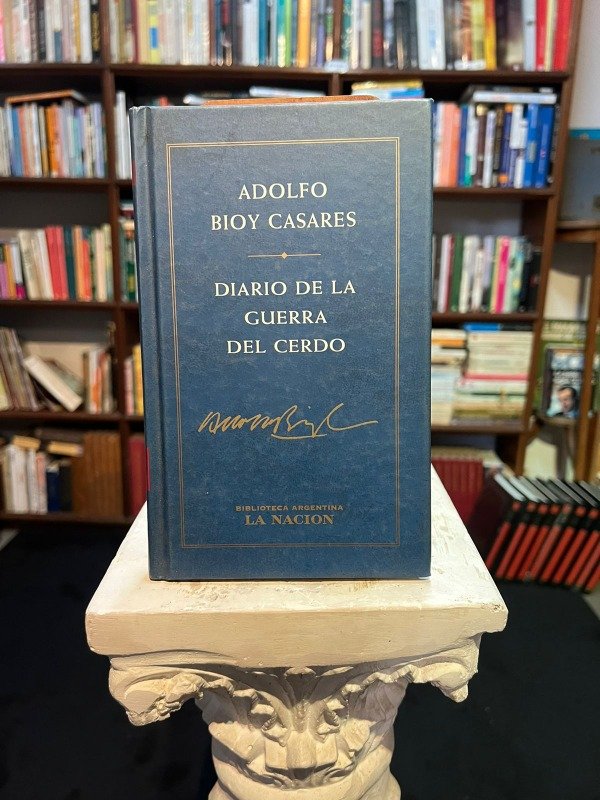 ADOLFO
BIOY CASARES
DIARIO DE LA
GUERRA
DEL CERDO
BIBLIOTECA ARGENTINA
LA NACION